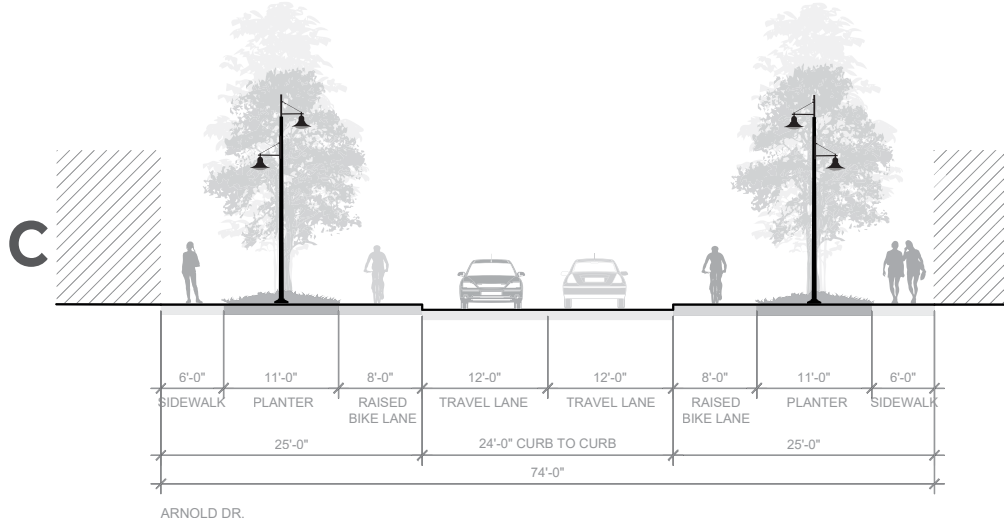 C
6'-0" 11'-0" 8'-0" 12'-0" 12'-0" 8'-0" 11'-0" 6'-0"
SIDEWALK PLANTER RAISED TRAVEL LANE TRAVEL LANE RAISED PLANTER SIDEWALK
BIKE LANE BIKE LANE
25'-0" 24'-0" CURB TO CURB 25'-0"
74'-0"
ARNOLD DR.